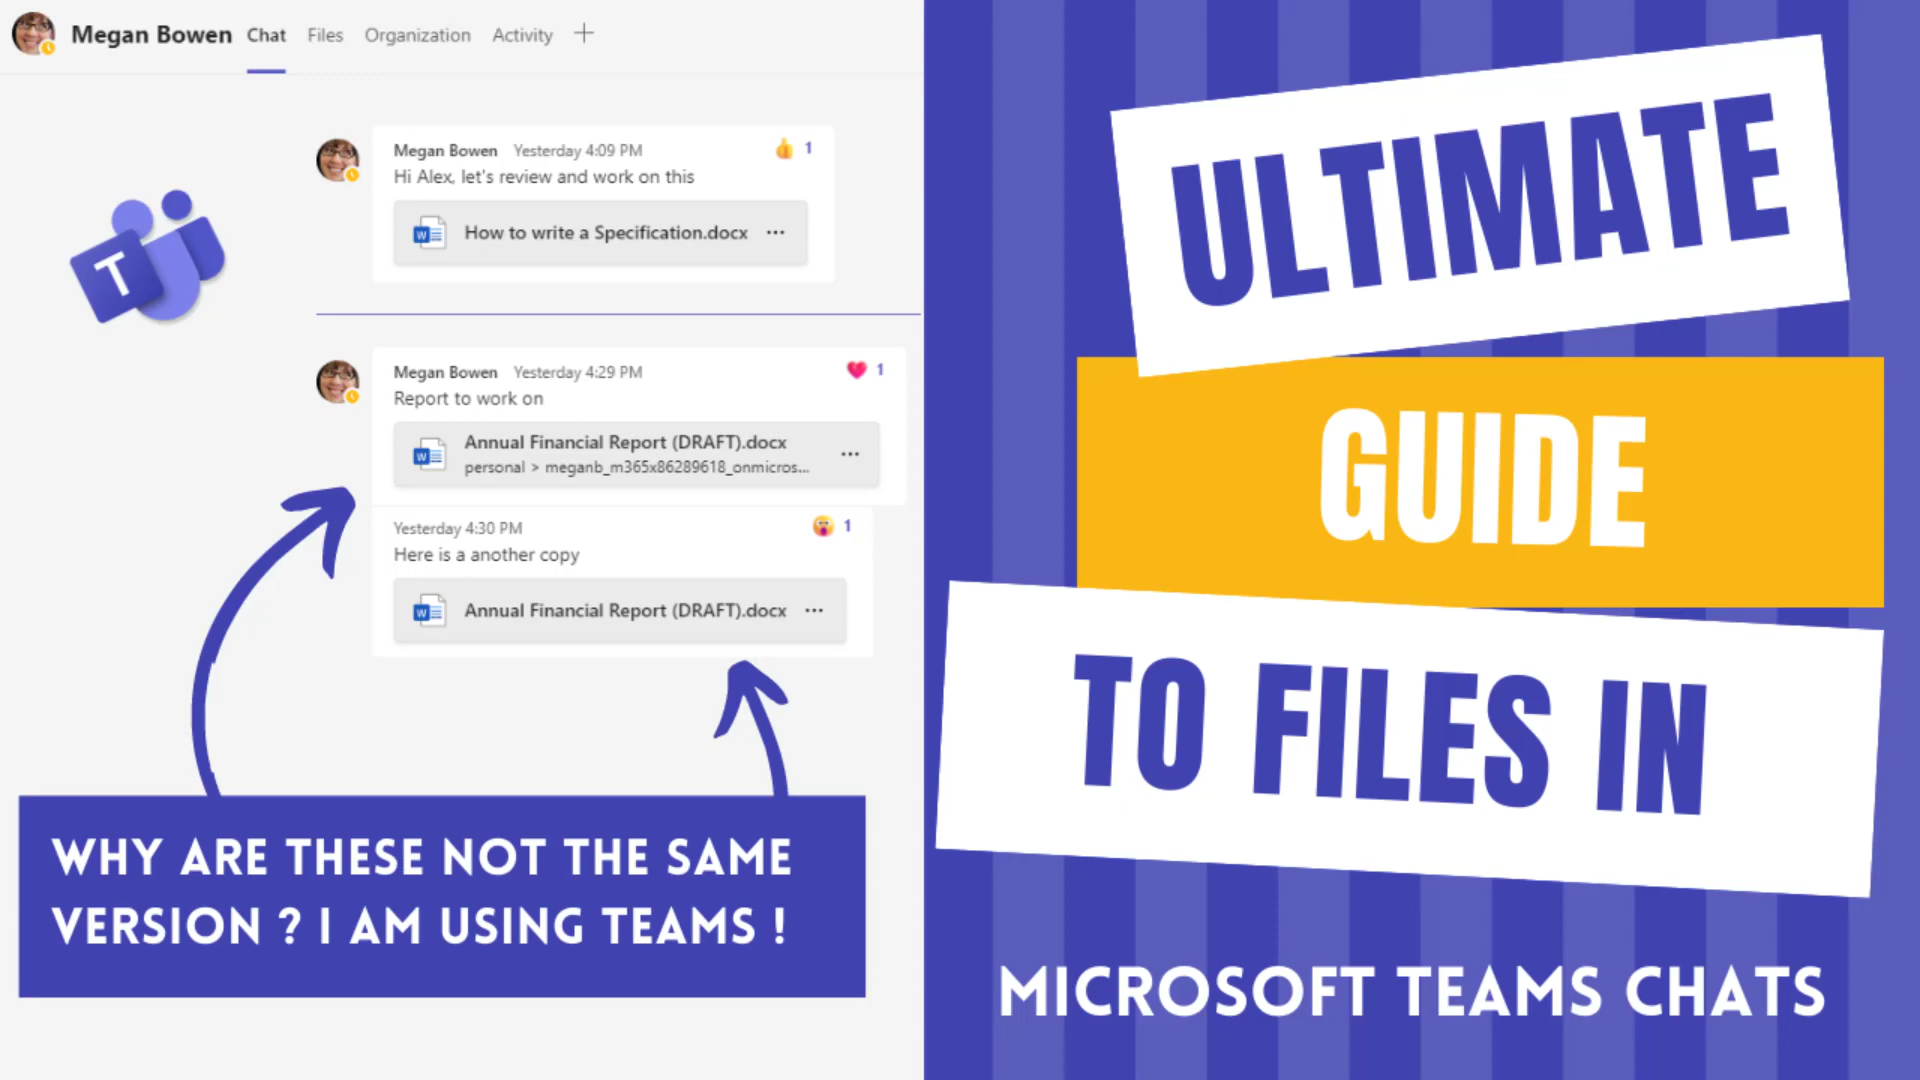 Megan Bowen Chat Files Organization Activity
Megan Bowen Yesterday 4:09 PM 1
Hi Alex, let's review and work on this
How to write a Specification.docx
Megan Bowen Yesterday 4:29 PM 1
Report to work on
Annual Financial Report (DRAFT).docx
personal > meganb_m365x86289618_onmicros...
Yesterday 4:30 PM 1
Here is a another copy
Annual Financial Report (DRAFT).docx
T
WHY ARE THESE NOT THE SAME
VERSION ? I AM USING TEAMS !
ULTIMATE
GUIDE
TO FILES IN
MICROSOFT TEAMS CHATS